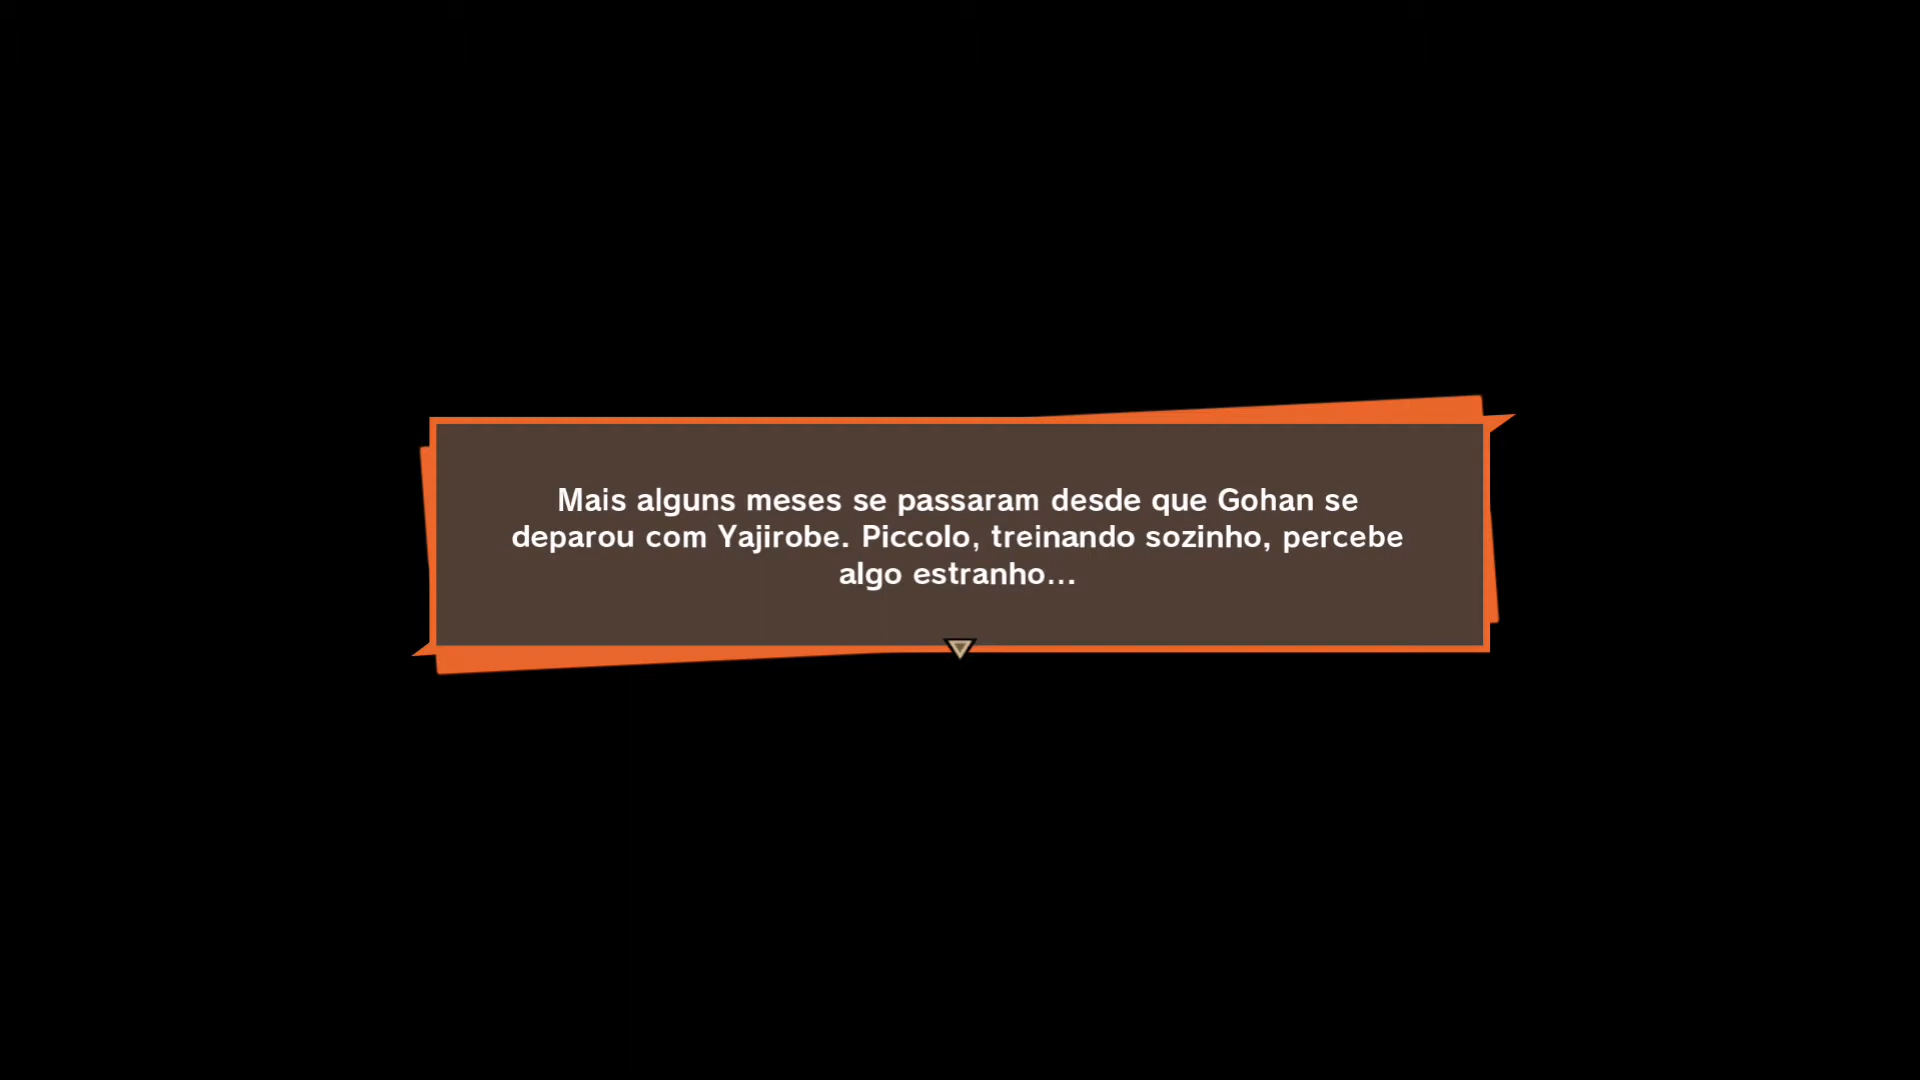 Mais alguns meses se passaram desde que Gohan se
deparou com Yajirobe. Piccolo, treinando sozinho, percebe
algo estranho...